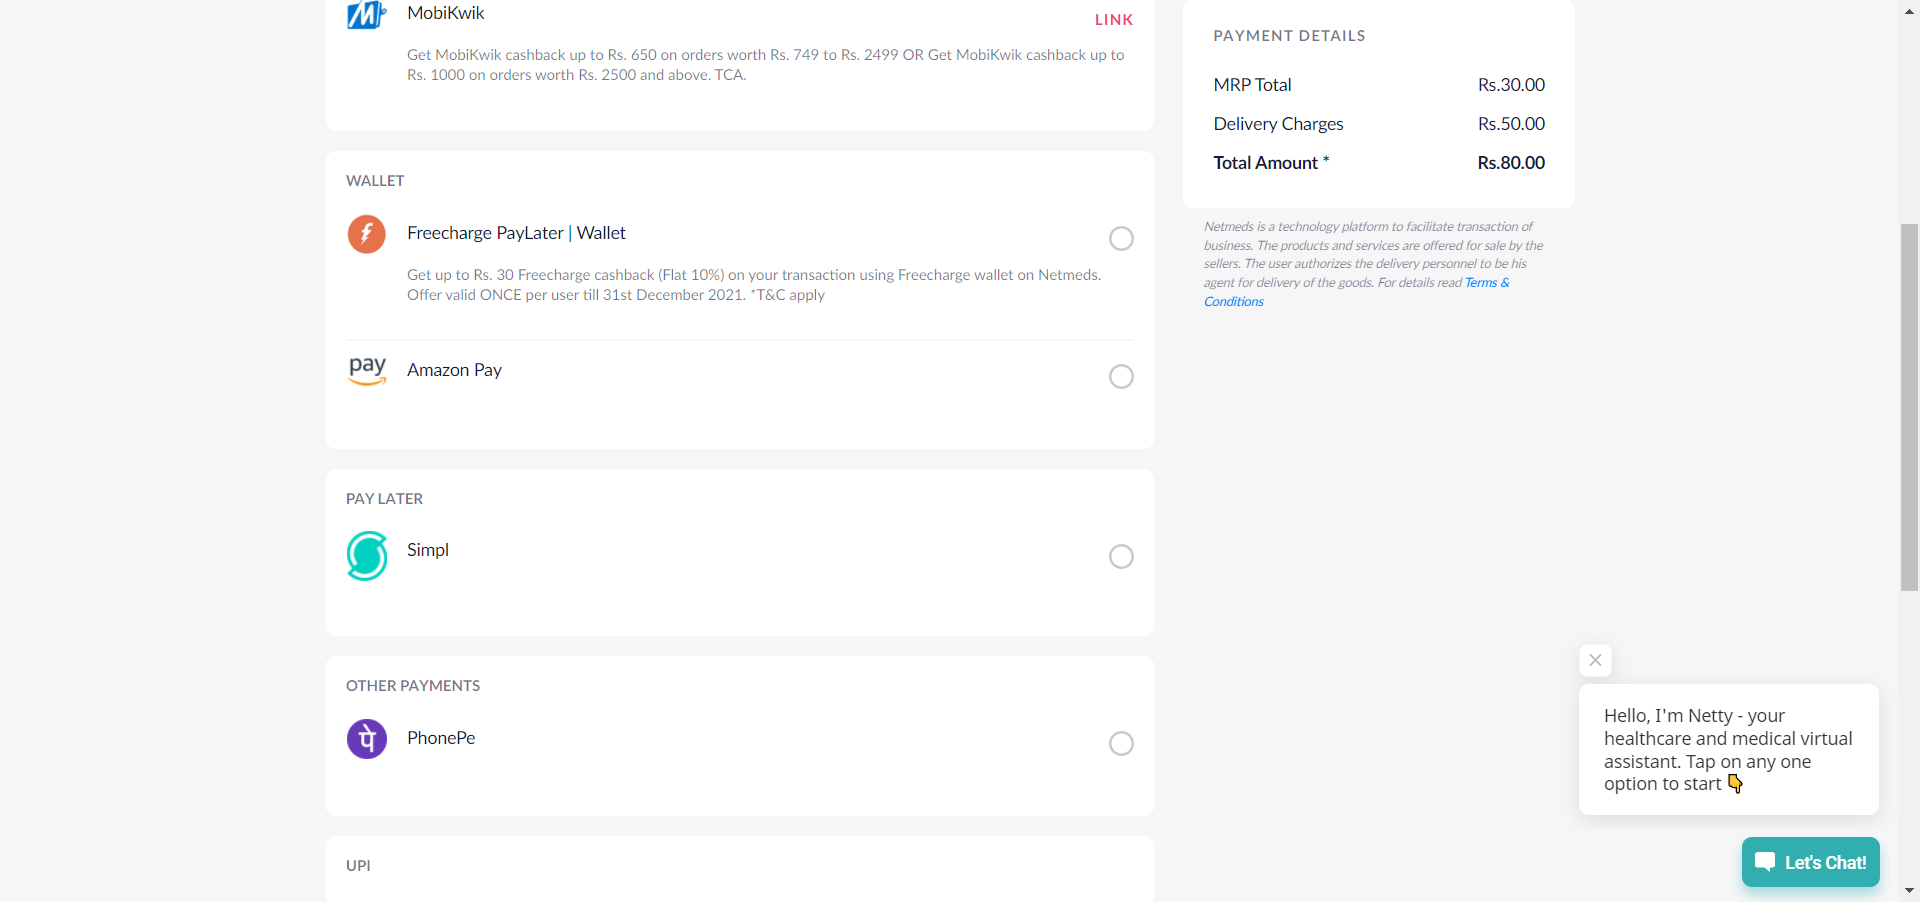 MobiKwik
LINK
Get MobiKwik cashback up to Rs. 650 on orders worth Rs. 749 to Rs. 2499 OR Get MobiKwik cashback up to
Rs. 1000 on orders worth Rs. 2500 and above. TCA.
WALLET
Freecharge PayLater | Wallet
Get up to Rs. 30 Freecharge cashback (Flat 10%) on your transaction using Freecharge wallet on Netmeds.
Offer valid ONCE per user till 31st December 2021. *T&C apply
pay
Amazon Pay
PAY LATER
Simpl
OTHER PAYMENTS
पे
PhonePe
UPI
PAYMENT DETAILS
MRP Total Rs.30.00
Delivery Charges Rs.50.00
Total Amount * Rs.80.00
Netmeds is a technology platform to facilitate transaction of
business. The products and services are offered for sale by the
sellers. The user authorizes the delivery personnel to be his
agent for delivery of the goods. For details read Terms &
Conditions
Hello, I'm Netty - your
healthcare and medical virtual
assistant. Tap on any one
option to start 👇
Let's Chat!